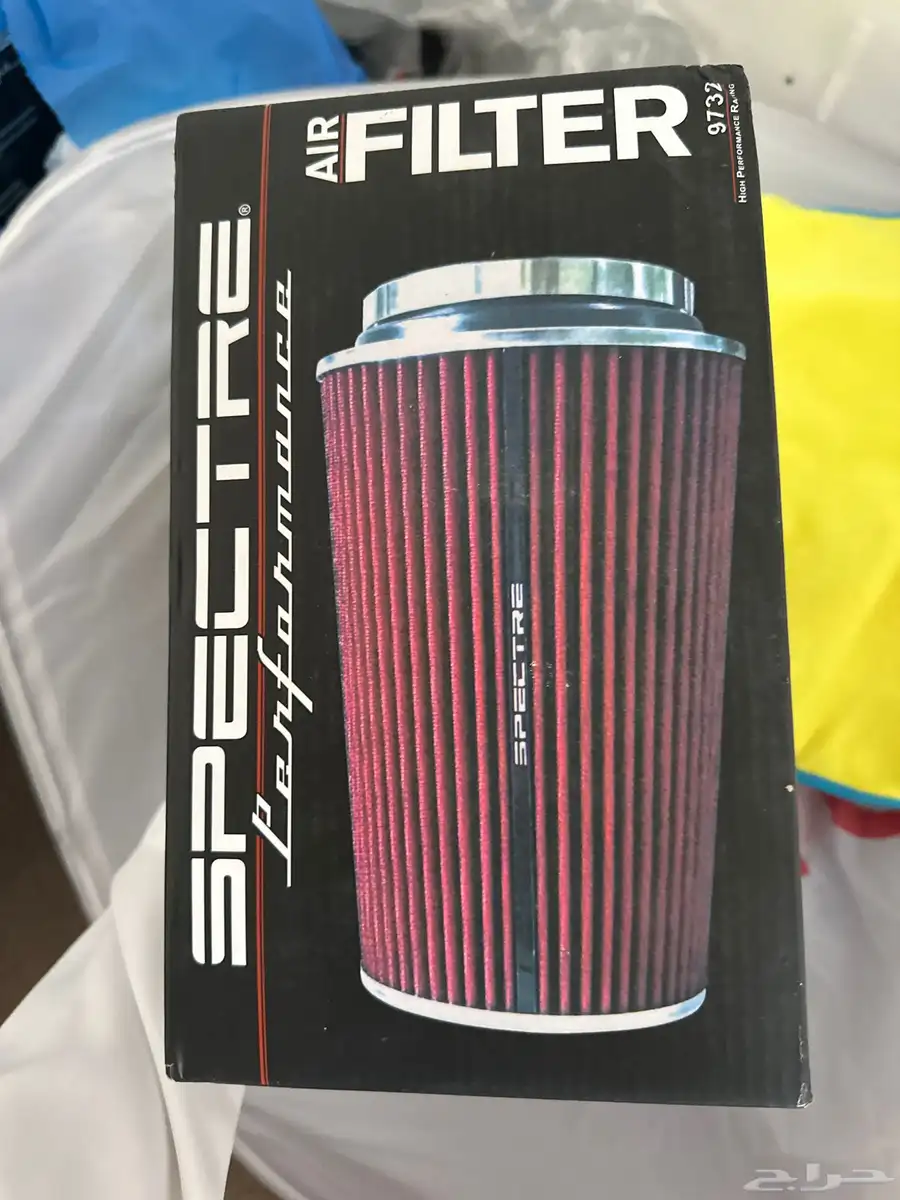 AIR FILTER
9732
HIGH PERFORMANCE RACING
SPECTRE®
Performance
SPECTRE
حراج